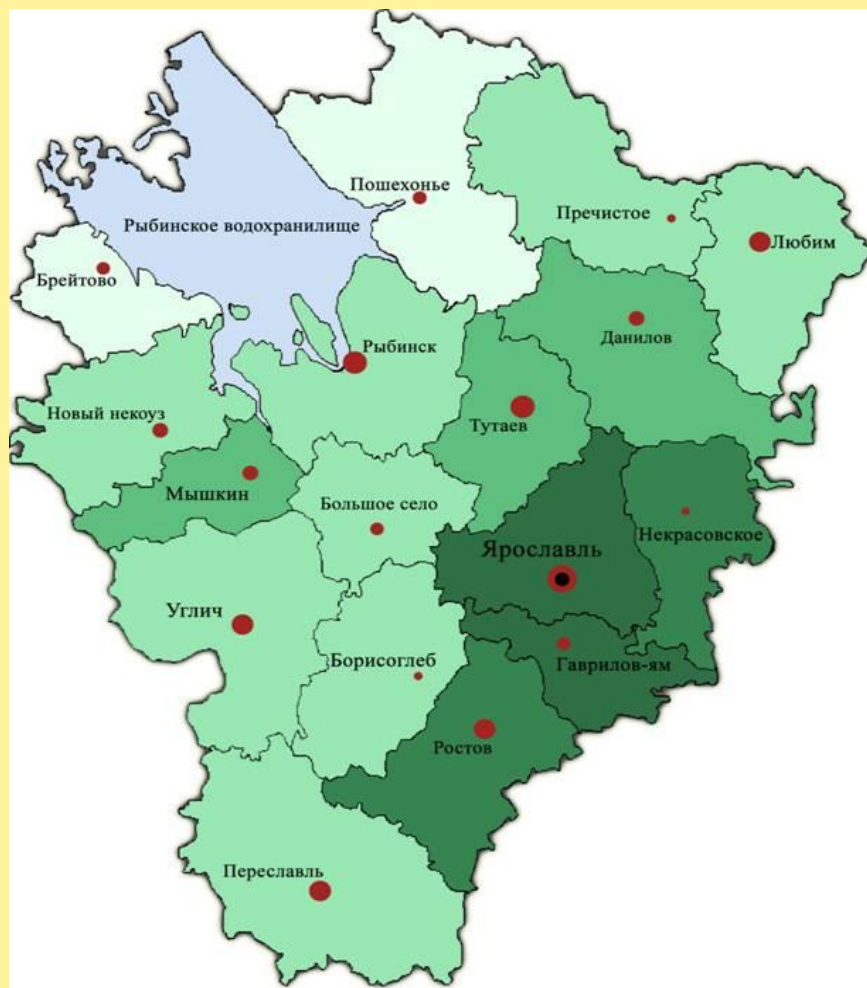 Пошехонье
Пречистое
Рыбинское водохранилище
Любим
Брейтово
Данилов
Рыбинск
Новый некоуз
Тутаев
Мышкин
Большое село
Некрасовское
Ярославль
Углич
Борисоглеб
Гаврилов-ям
Ростов
Переславль